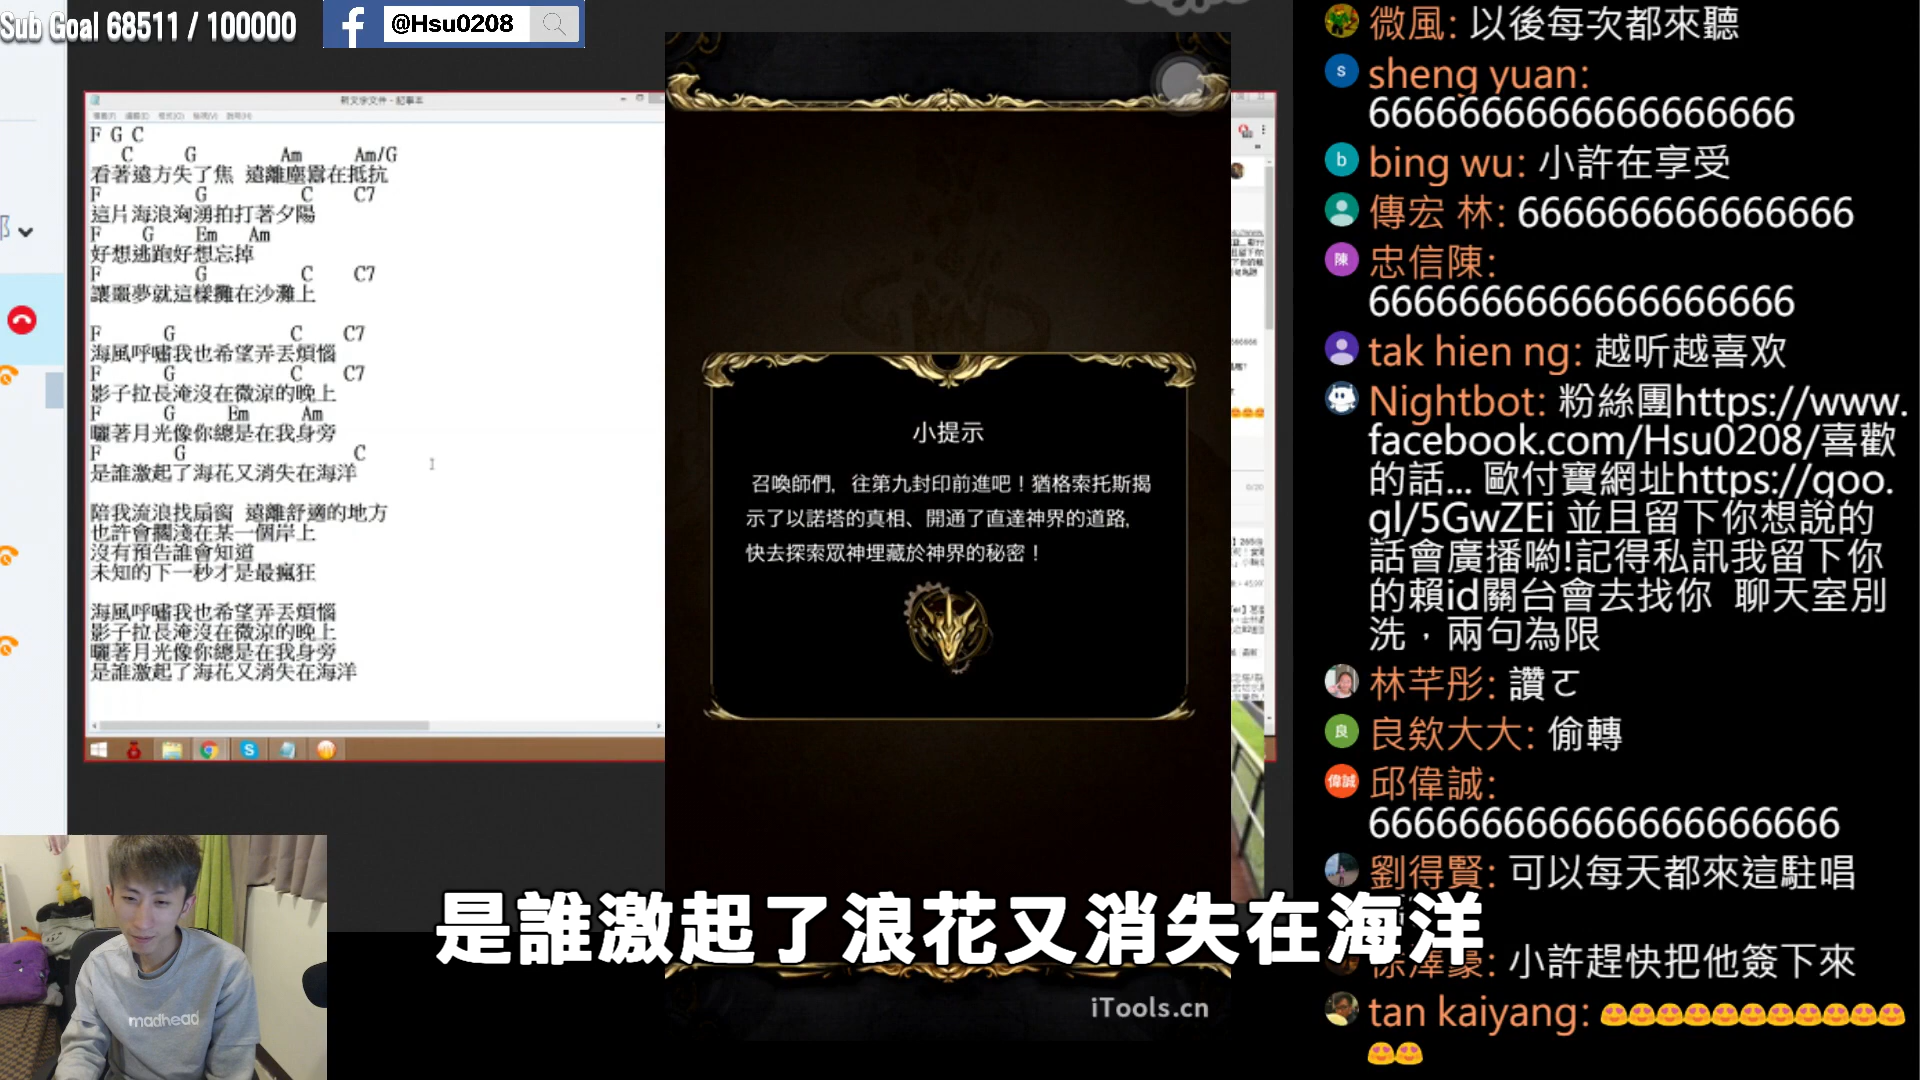 Sub Goal 68511 / 100000
@Hsu0208
新文字文件 - 記事本
F G C
C G Am Am/G
看著遠方失了焦 遠離塵囂在抵抗
F G C C7
這片海浪洶湧拍打著夕陽
F G Em Am
好想逃跑好想忘掉
F G C C7
讓噩夢就這樣攤在沙灘上
F G C C7
海風呼嘯我也希望弄丟煩惱
F G C C7
影子拉長淹沒在微涼的晚上
F G Em Am
曬著月光像你總是在我身旁
F G C
是誰激起了海花又消失在海洋
陪我流浪找扇窗 遠離舒適的地方
也許會擱淺在某一個岸上
沒有預告誰會知道
未知的下一秒才是最瘋狂
海風呼嘯我也希望弄丟煩惱
影子拉長淹沒在微涼的晚上
曬著月光像你總是在我身旁
是誰激起了海花又消失在海洋
小提示
召喚師們，往第九封印前進吧！猶格索托斯揭
示了以諾塔的真相、開通了直達神界的道路,
快去探索眾神埋藏於神界的秘密！
iTools.cn
madhead
是誰激起了浪花又消失在海洋
微風: 以後每次都來聽
s
sheng yuan:
6666666666666666666
b
bing wu: 小許在享受
傳宏 林: 666666666666666
陳
忠信陳:
6666666666666666666
tak hien ng: 越听越喜欢
Nightbot: 粉絲團https://www.
facebook.com/Hsu0208/喜歡
的話... 歐付寶網址https://goo.
gl/5GwZEi 並且留下你想說的
話會廣播喲!記得私訊我留下你
的賴id關台會去找你 聊天室別
洗，兩句為限
林芊彤: 讚ㄛ
良
良欸大大: 偷轉
偉誠
邱偉誠:
666666666666666666666
劉得賢: 可以每天都來這駐唱
徐澤豪: 小許趕快把他簽下來
tan kaiyang: 😍😍😍😍😍😍😍😍😍😍😍
😍😍